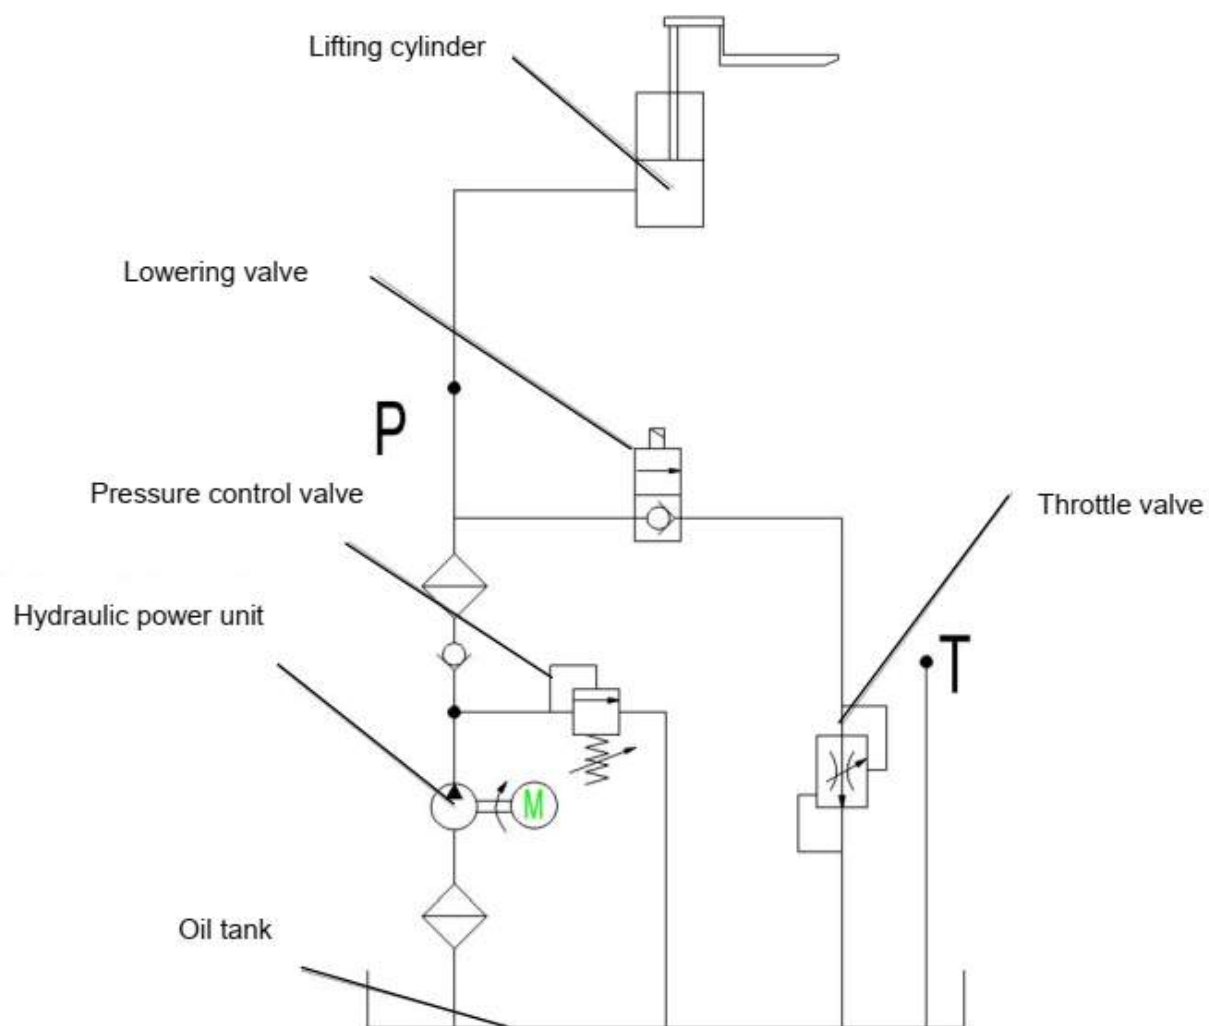 Lifting cylinder
Lowering valve
P
Pressure control valve
Throttle valve
Hydraulic power unit
T
M
Oil tank